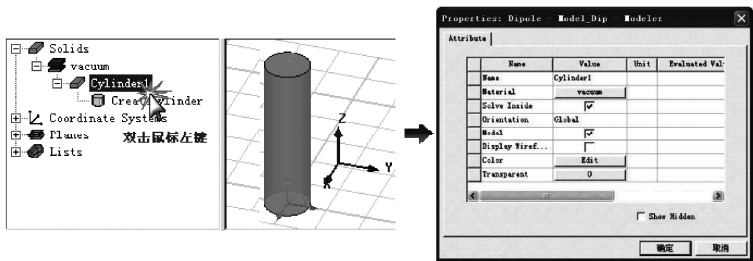 Solids
vacuum
Cylinder1
CreateCylinder
Coordinate Systems
双击鼠标左键
Planes
Lists
Z
Y
X
Properties: Dipole - Model_Dip - Modeler
Attribute
Name Value Unit Evaluated Val
Name Cylinder1
Material vacuum
Solve Inside
Orientation Global
Model
Display Wiref...
Color Edit
Transparent 0
Show Hidden
确定 取消